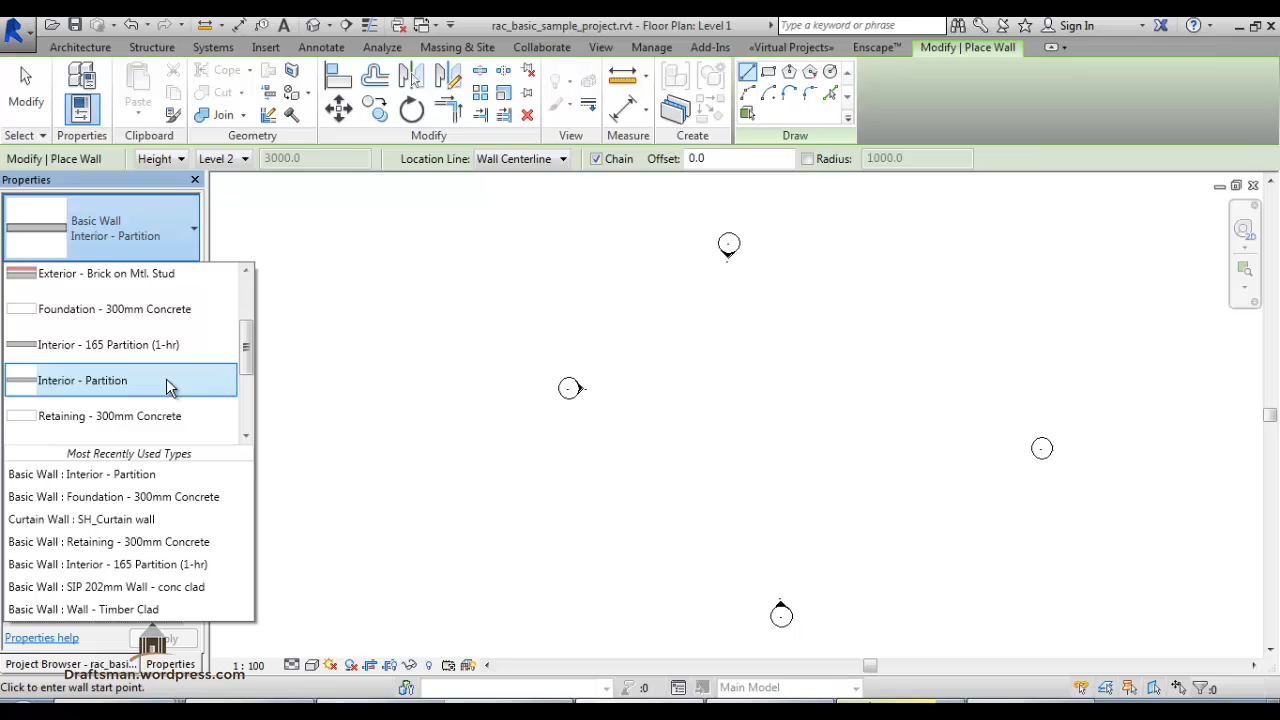 rac_basic_sample_project.rvt - Floor Plan: Level 1
Type a keyword or phrase
Sign In
Architecture Structure Systems Insert Annotate Analyze Massing & Site Collaborate View Manage Add-Ins «Virtual Projects» Enscape™ Modify | Place Wall
Modify
Paste
Cope
Cut
Join
Select Properties Clipboard Geometry Modify View Measure Create Draw
Modify | Place Wall Height Level 2 3000.0 Location Line: Wall Centerline Chain Offset: 0.0 Radius: 1000.0
Properties
Basic Wall
Interior - Partition
Exterior - Brick on Mtl. Stud
Foundation - 300mm Concrete
Interior - 165 Partition (1-hr)
Interior - Partition
Retaining - 300mm Concrete
Most Recently Used Types
Basic Wall : Interior - Partition
Basic Wall : Foundation - 300mm Concrete
Curtain Wall : SH_Curtain wall
Basic Wall : Retaining - 300mm Concrete
Basic Wall : Interior - 165 Partition (1-hr)
Basic Wall : SIP 202mm Wall - conc clad
Basic Wall : Wall - Timber Clad
Properties help
Project Browser - rac_basi... Properties
1 : 100
Draftsman.wordpress.com
Click to enter wall start point.
:0
Main Model
:0
2D